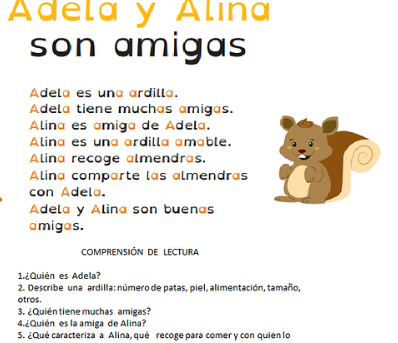 Adela y Alina
son amigas
Adela es una ardilla.
Adela tiene muchas amigas.
Alina es amiga de Adela.
Alina es una ardilla amable.
Alina recoge almendras.
Alina comparte las almendras
con Adela.
Adela y Alina son buenas
amigas.
COMPRENSIÓN DE LECTURA
1.¿Quién es Adela?
2. Describe una ardilla: número de patas, piel, alimentación, tamaño,
otros.
3. ¿Quién tiene muchas amigas?
4.¿Quién es la amiga de Alina?
5. ¿Qué caracteriza a Alina, qué recoge para comer y con quien lo